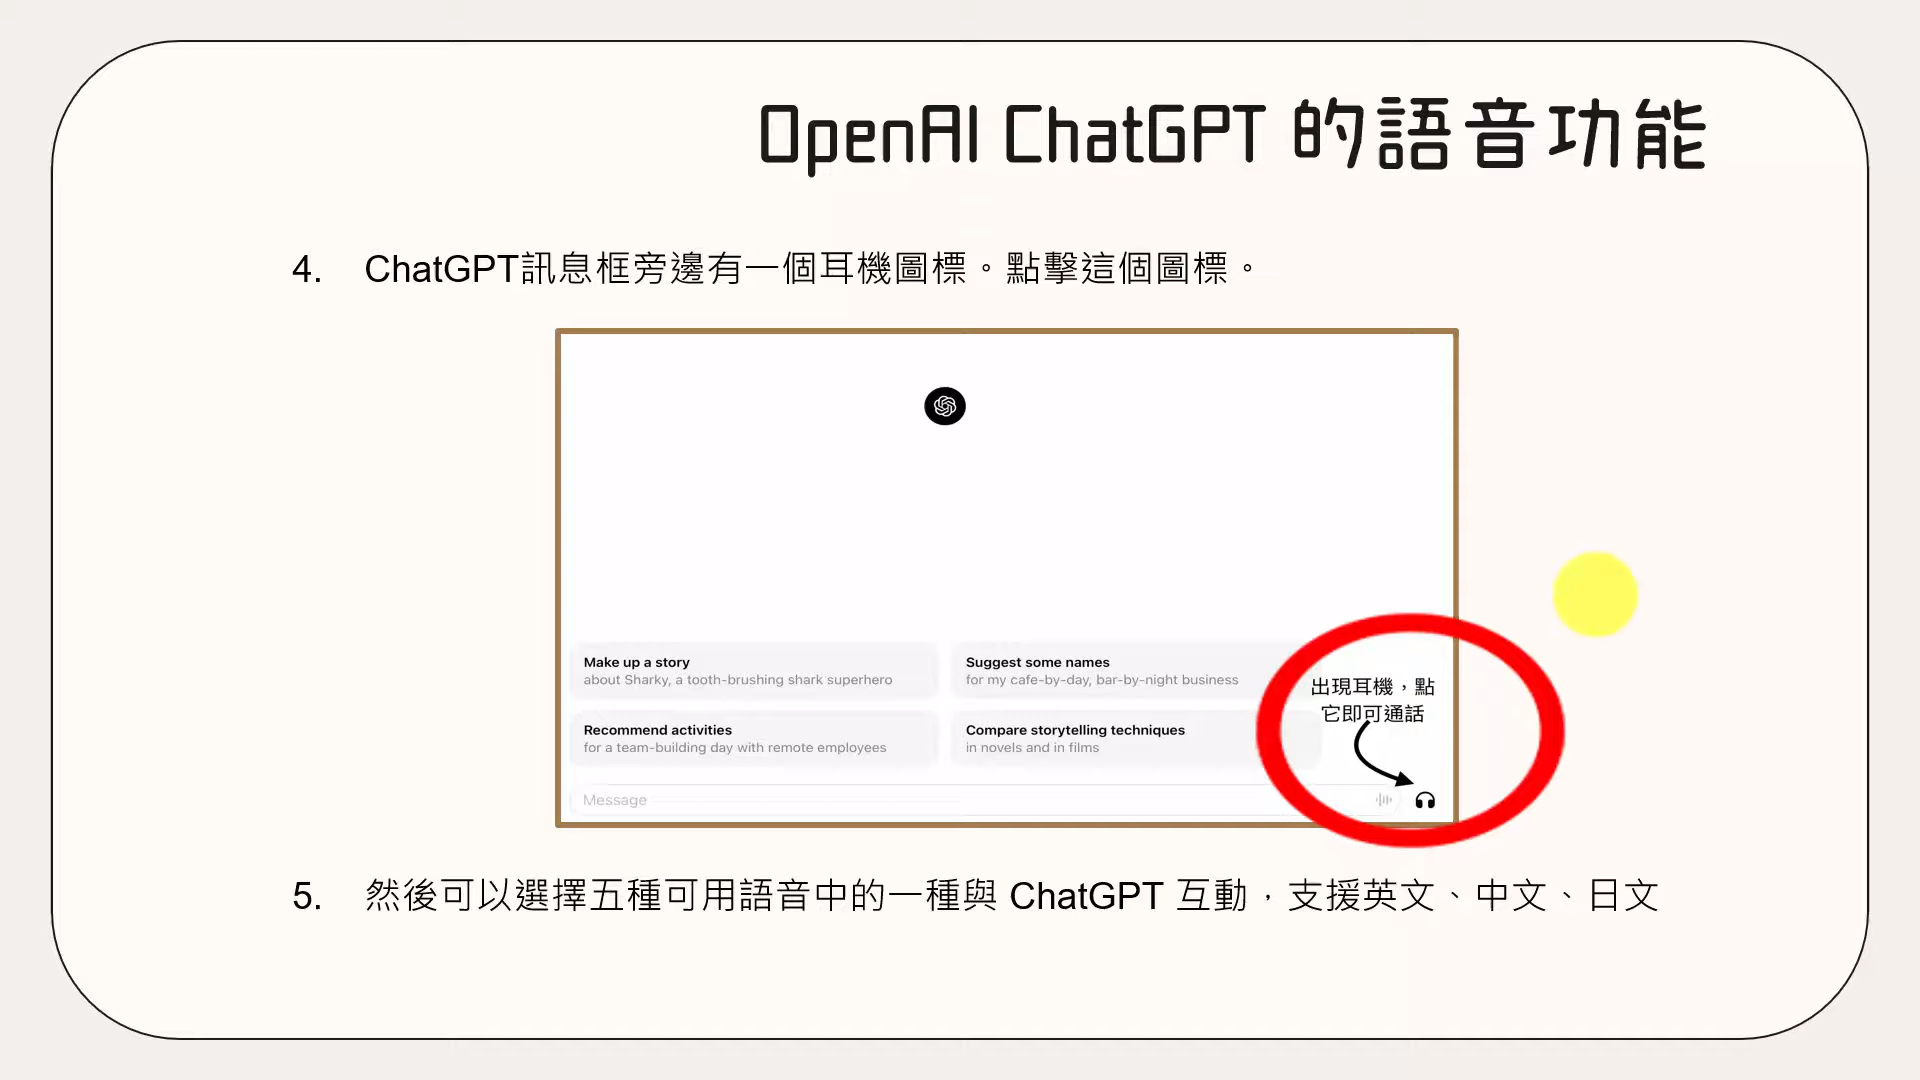 OpenAI ChatGPT 的語音功能
4. ChatGPT訊息框旁邊有一個耳機圖標。點擊這個圖標。
Make up a story
about Sharky, a tooth-brushing shark superhero
Suggest some names
for my cafe-by-day, bar-by-night business
Recommend activities
for a team-building day with remote employees
Compare storytelling techniques
in novels and in films
出現耳機，點
它即可通話
Message
5. 然後可以選擇五種可用語音中的一種與 ChatGPT 互動，支援英文、中文、日文